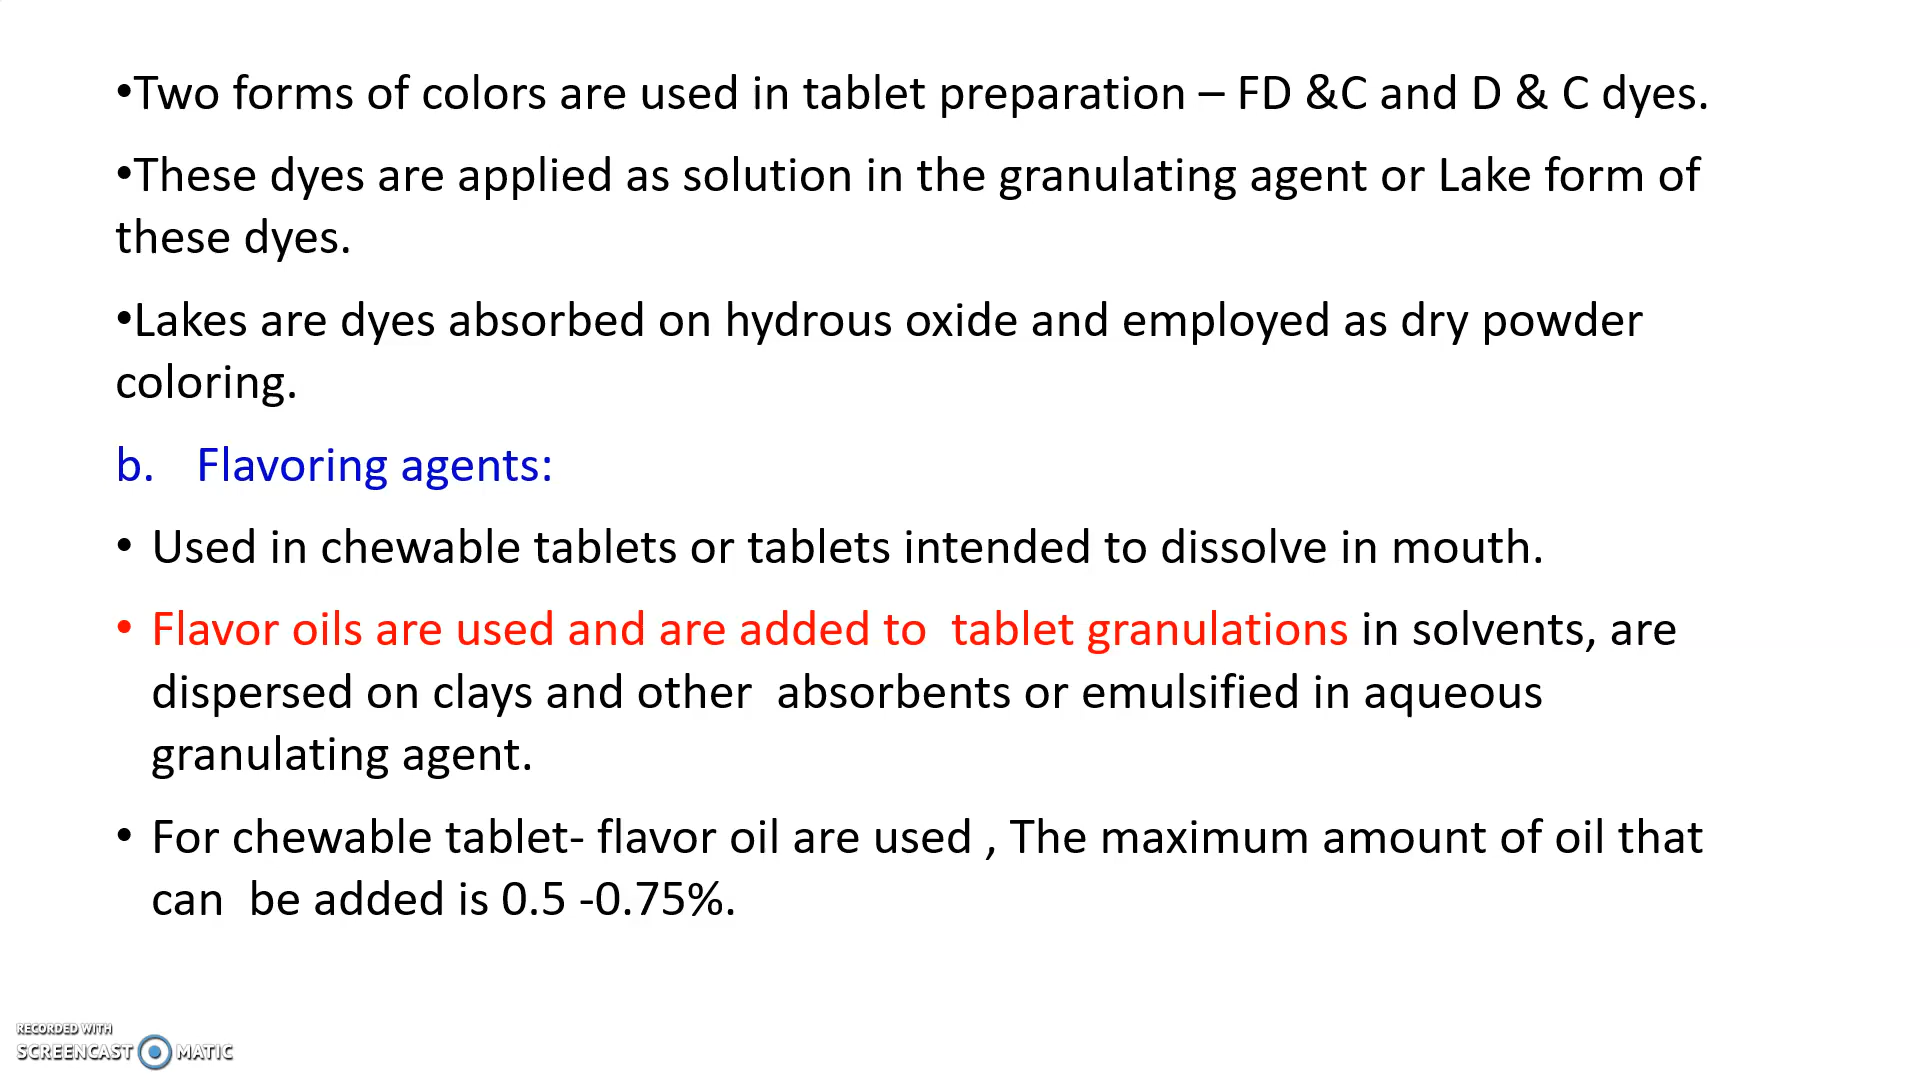 •Two forms of colors are used in tablet preparation – FD &C and D & C dyes.
•These dyes are applied as solution in the granulating agent or Lake form of
these dyes.
•Lakes are dyes absorbed on hydrous oxide and employed as dry powder
coloring.
b. Flavoring agents:
• Used in chewable tablets or tablets intended to dissolve in mouth.
• Flavor oils are used and are added to  tablet granulations in solvents, are
dispersed on clays and other  absorbents or emulsified in aqueous
granulating agent.
• For chewable tablet- flavor oil are used , The maximum amount of oil that
can  be added is 0.5 -0.75%.
RECORDED WITH
SCREENCAST MATIC